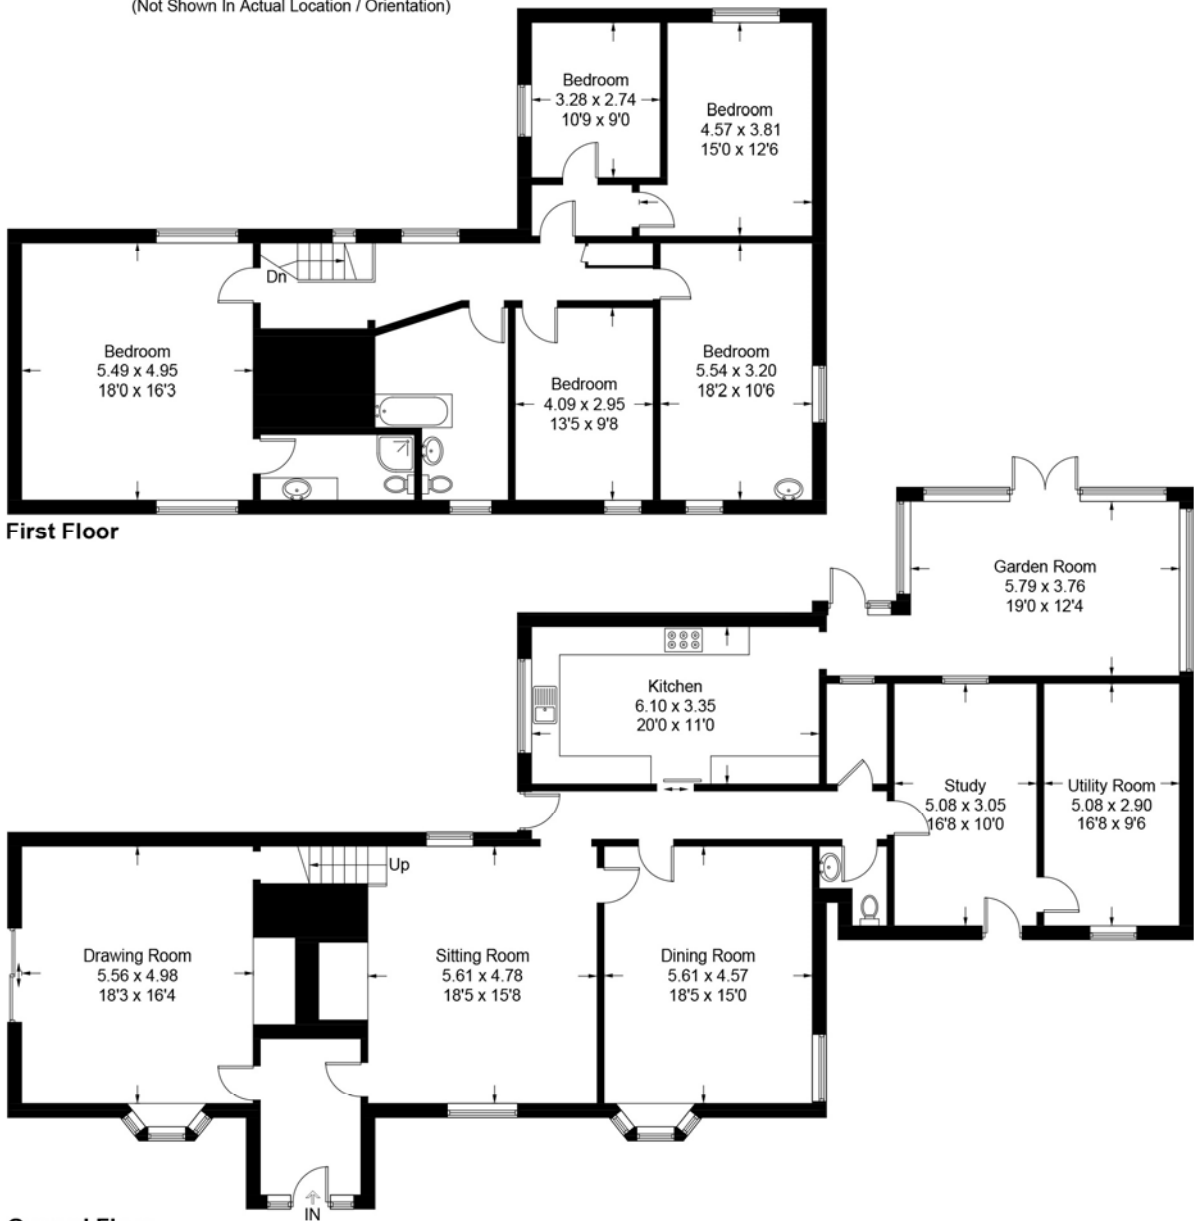 (Not Shown In Actual Location / Orientation)
Bedroom
3.28 x 2.74
10'9 x 9'0
Bedroom
4.57 x 3.81
15'0 x 12'6
Dn
Bedroom
5.49 x 4.95
18'0 x 16'3
Bedroom
4.09 x 2.95
13'5 x 9'8
Bedroom
5.54 x 3.20
18'2 x 10'6
First Floor
Garden Room
5.79 x 3.76
19'0 x 12'4
Kitchen
6.10 x 3.35
20'0 x 11'0
Study
5.08 x 3.05
16'8 x 10'0
Utility Room
5.08 x 2.90
16'8 x 9'6
Up
Drawing Room
5.56 x 4.98
18'3 x 16'4
Sitting Room
5.61 x 4.78
18'5 x 15'8
Dining Room
5.61 x 4.57
18'5 x 15'0
IN